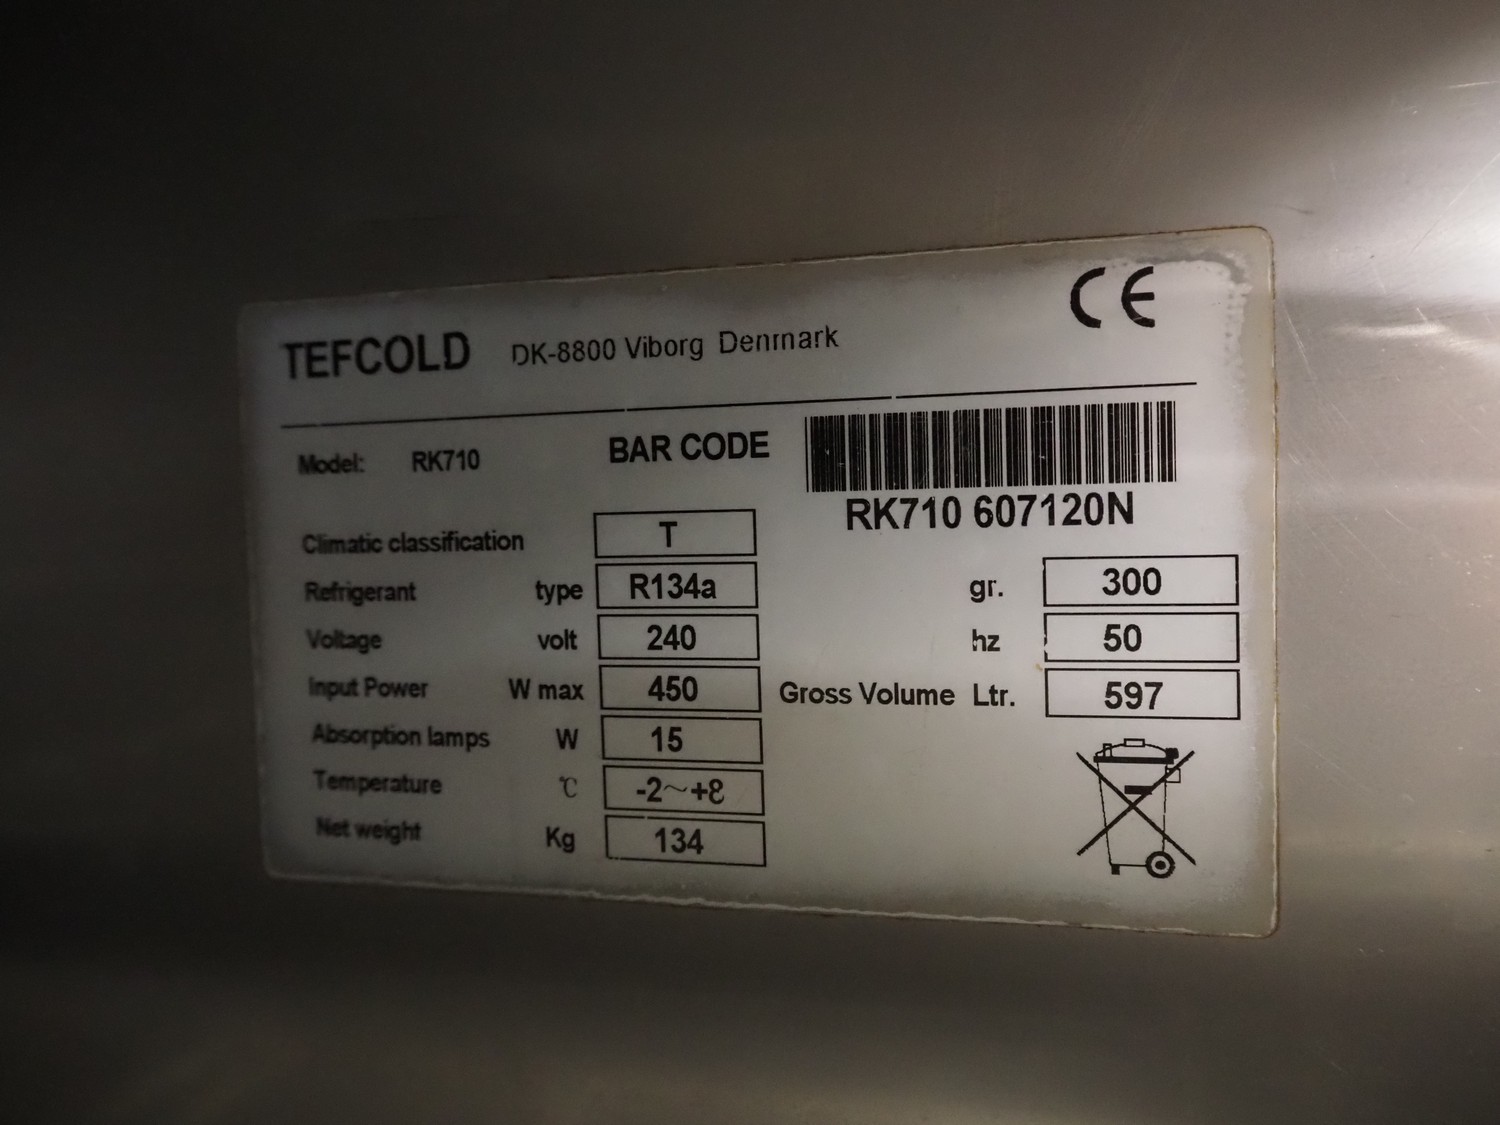 CE
TEFCOLD DK-8800 Viborg Denmark
Model: RK710 BAR CODE
RK710 607120N
Climatic classification T
Refrigerant type R134a gr. 300
Voltage volt 240 hz 50
Input Power W max 450 Gross Volume Ltr. 597
Absorption lamps W 15
Temperature ℃ -2~+8
Net weight Kg 134